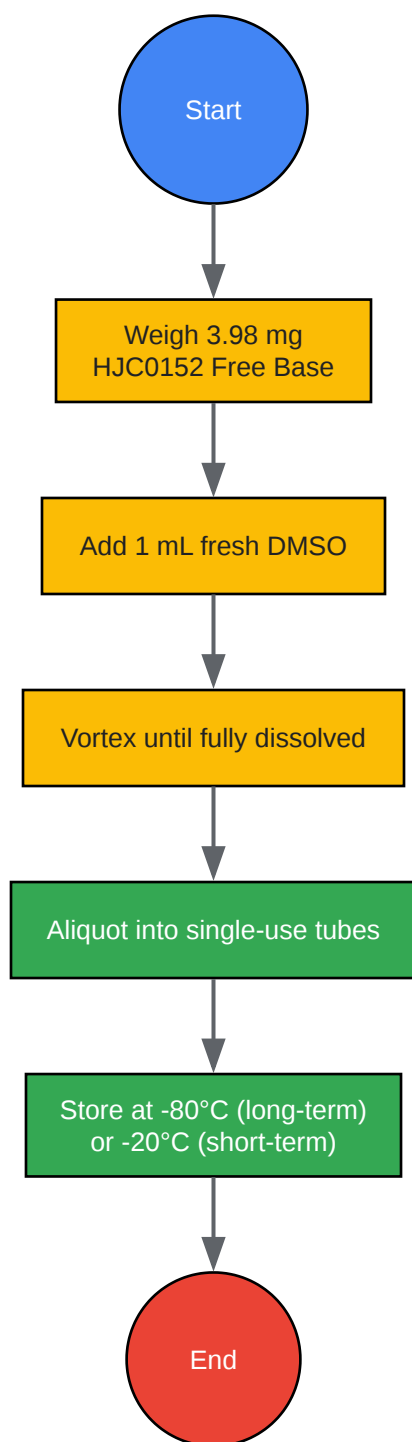 Start
Weigh 3.98 mg
HJC0152 Free Base
Add 1 mL fresh DMSO
Vortex until fully dissolved
Aliquot into single-use tubes
Store at -80°C (long-term)
or -20°C (short-term)
End